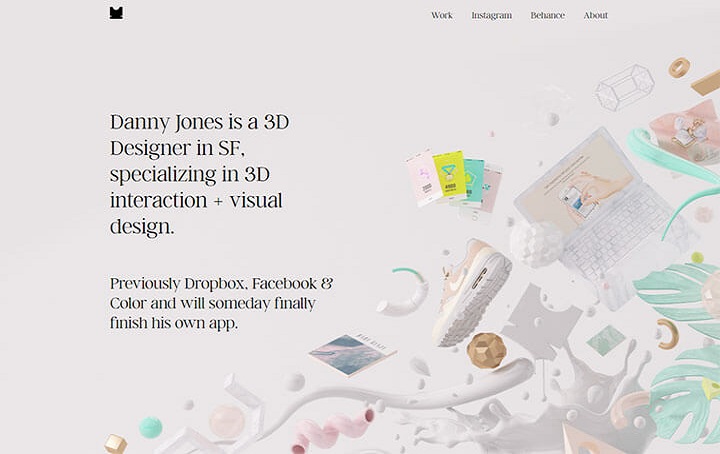 Work
Instagram
Behance
About
Danny Jones is a 3D
Designer in SF,
specializing in 3D
interaction + visual
design.
Previously Dropbox, Facebook &
Color and will someday finally
finish his own app.